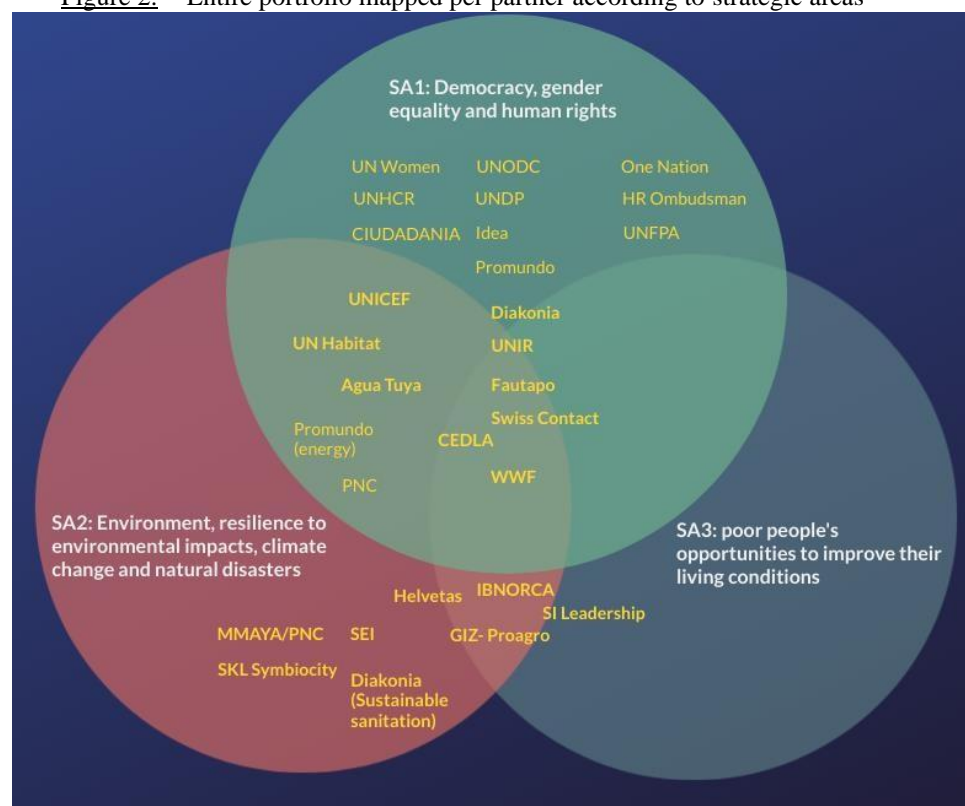 Figure 2: Entire portfolio mapped per partner according to strategic areas
SA1: Democracy, gender
equality and human rights
UN Women UNODC One Nation
UNHCR UNDP HR Ombudsman
CIUDADANIA Idea UNFPA
Promundo
UNICEF
Diakonia
UN Habitat UNIR
Agua Tuya Fautapo
Swiss Contact
Promundo
(energy)
CEDLA
WWF
PNC
SA2: Environment, resilience to
environmental impacts, climate
change and natural disasters
SA3: poor people's
opportunities to improve their
living conditions
Helvetas IBNORCA
SI Leadership
MMAYA/PNC SEI GIZ- Proagro
SKL Symbiocity
Diakonia
(Sustainable
sanitation)